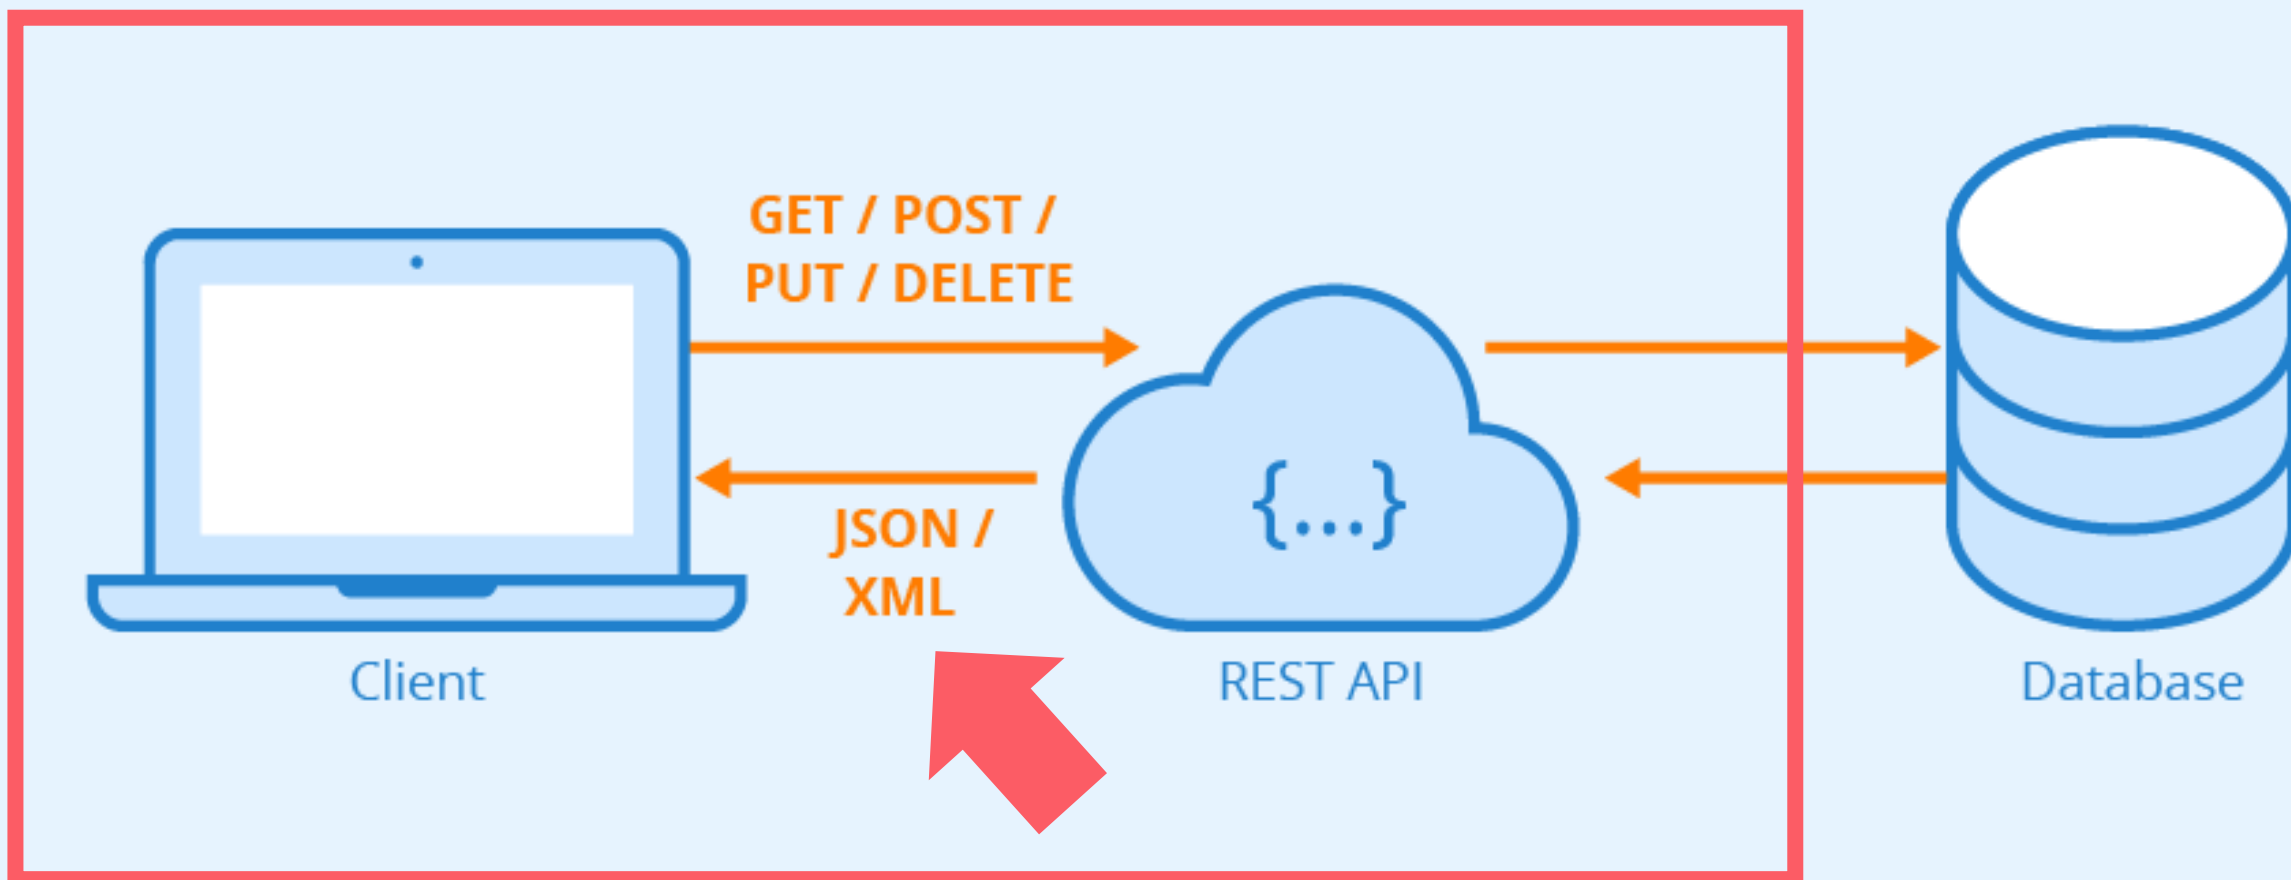 GET / POST /
PUT / DELETE
{...}
JSON /
XML
Client
REST API
Database